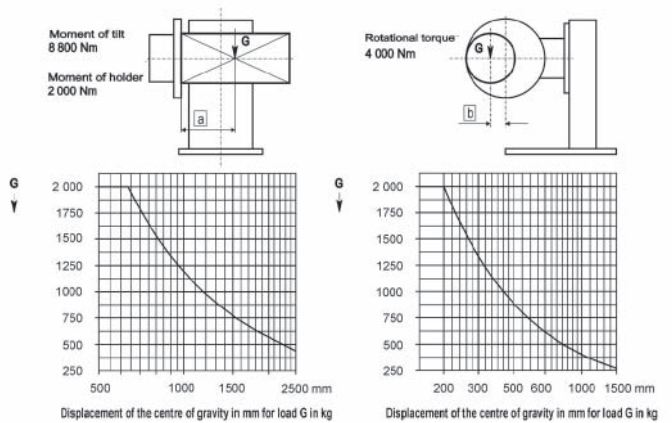 Moment of tilt
8 800 Nm
Moment of holder
2 000 Nm
G
a
Rotational torque
4 000 Nm
G
b
G
2 000
1750
1500
1250
1000
750
500
250
500 1000 1500 2500 mm
Displacement of the centre of gravity in mm for load G in kg
G
2 000
1750
1500
1250
1000
750
500
250
200 300 500 600 1000 1500 mm
Displacement of the centre of gravity in mm for load G in kg